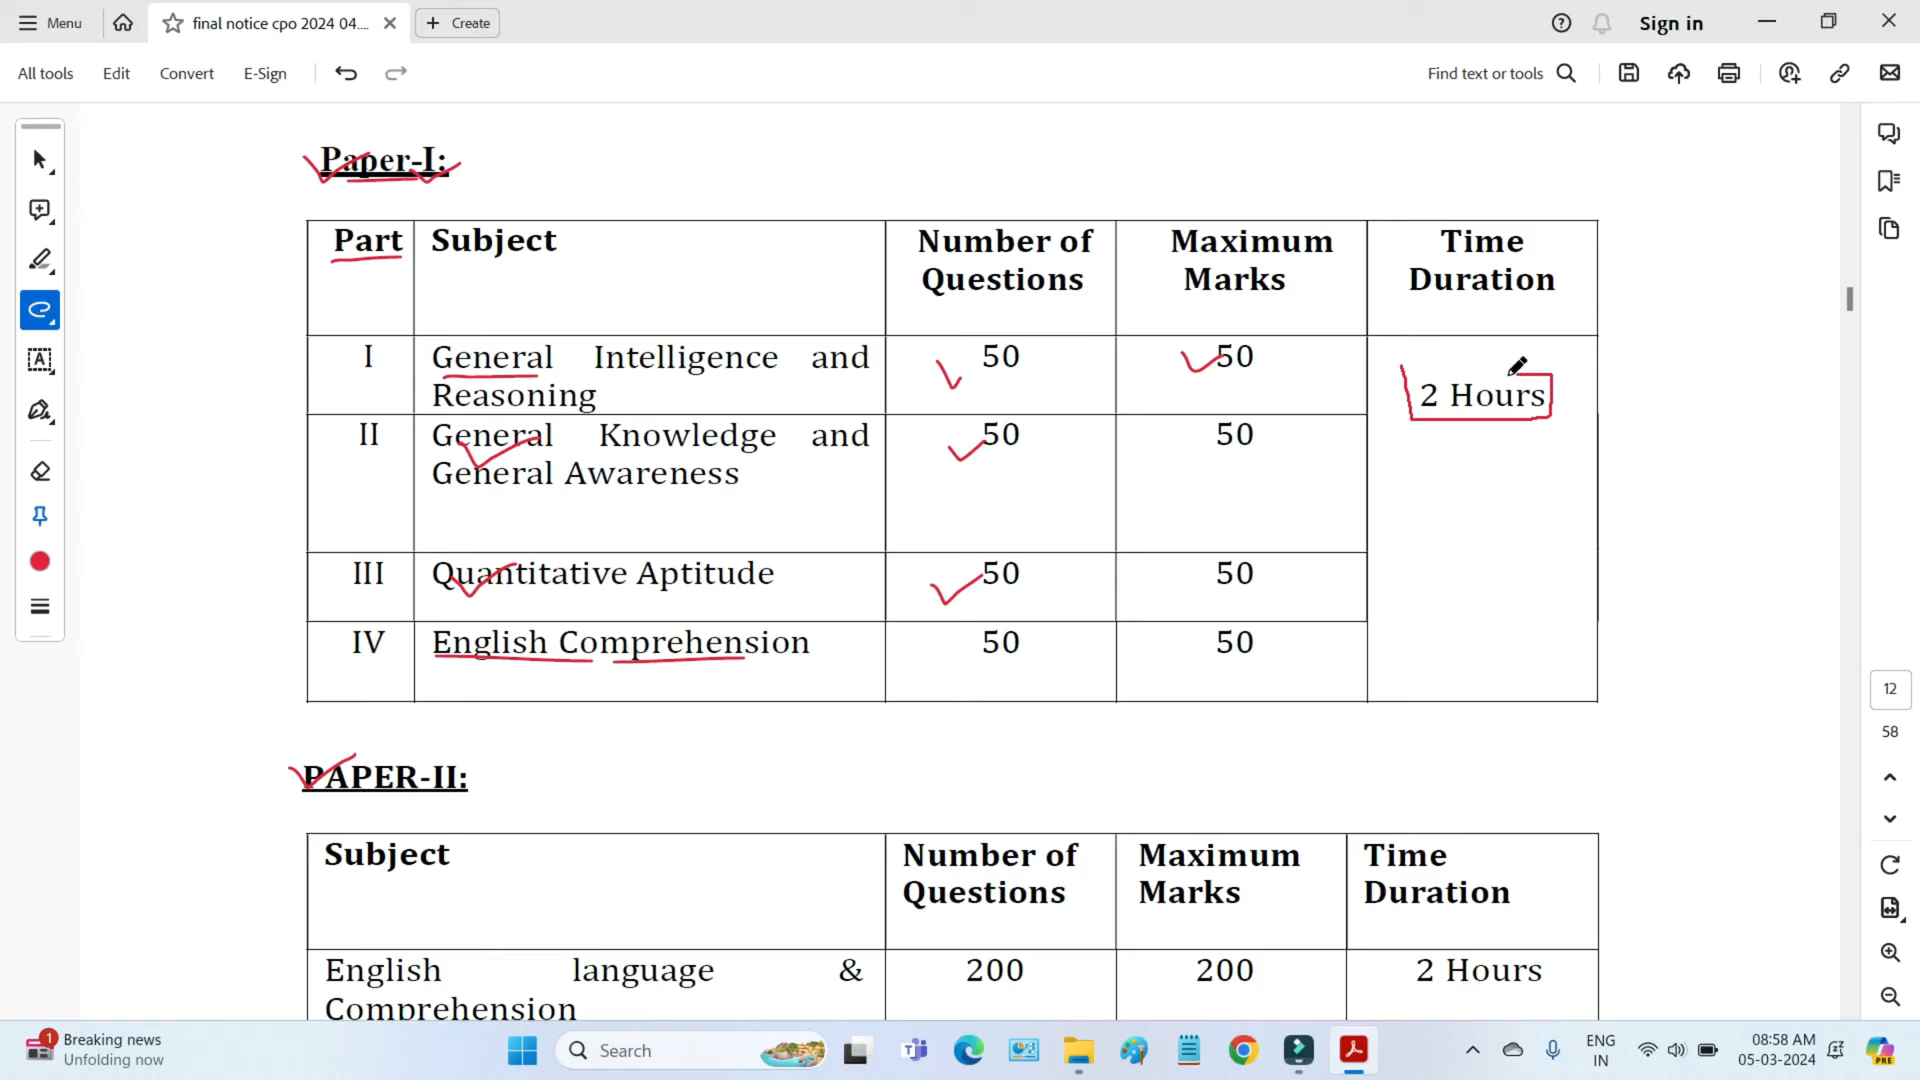 Menu
final notice cpo 2024 04....
Create
Sign in
All tools
Edit
Convert
E-Sign
Find text or tools
Paper-I:
Part
Subject
Number of Questions
Maximum Marks
Time Duration
I
General Intelligence and
Reasoning
50
50
2 Hours
II
General Knowledge and
General Awareness
50
50
III
Quantitative Aptitude
50
50
IV
English Comprehension
50
50
PAPER-II:
Subject
Number of
Questions
Maximum
Marks
Time
Duration
English language &
Comprehension
200
200
2 Hours
12
58
1
Breaking news
Unfolding now
Search
ENG
IN
08:58 AM
05-03-2024
PRE